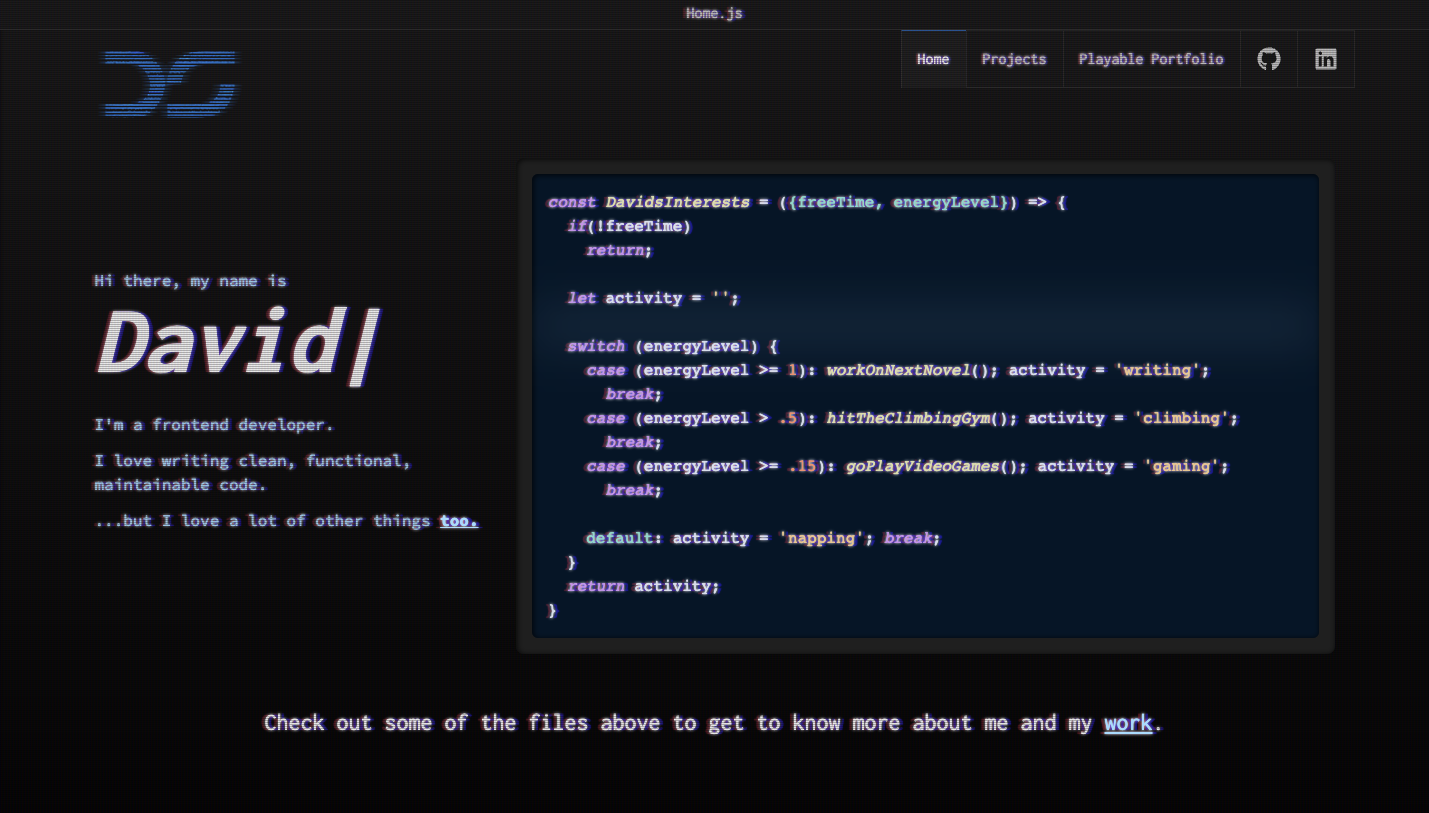 Home.js
DG
Home
Projects
Playable Portfolio
in
Hi there, my name is
David|
I'm a frontend developer.
I love writing clean, functional,
maintainable code.
...but I love a lot of other things too.
const DavidsInterests = ({freeTime, energyLevel}) => {
  if(!freeTime)
    return;
  let activity = '';
  switch (energyLevel) {
    case (energyLevel >= 1): workOnNextNovel(); activity = 'writing';
      break;
    case (energyLevel > .5): hitTheClimbingGym(); activity = 'climbing';
      break;
    case (energyLevel >= .15): goPlayVideoGames(); activity = 'gaming';
      break;
    default: activity = 'napping'; break;
  }
  return activity;
}
Check out some of the files above to get to know more about me and my work.